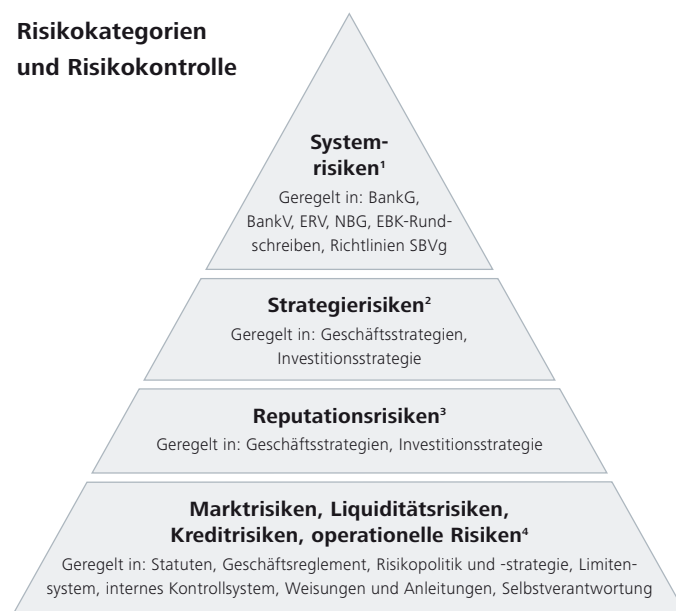 Risikokategorien
und Risikokontrolle
System-
risiken¹
Geregelt in: BankG,
BankV, ERV, NBG, EBK-Rund-
schreiben, Richtlinien SBVg
Strategierisiken²
Geregelt in: Geschäftsstrategien,
Investitionsstrategie
Reputationsrisiken³
Geregelt in: Geschäftsstrategien, Investitionsstrategie
Marktrisiken, Liquiditätsrisiken,
Kreditrisiken, operationelle Risiken⁴
Geregelt in: Statuten, Geschäftsreglement, Risikopolitik und -strategie, Limiten-
system, internes Kontrollsystem, Weisungen und Anleitungen, Selbstverantwortung